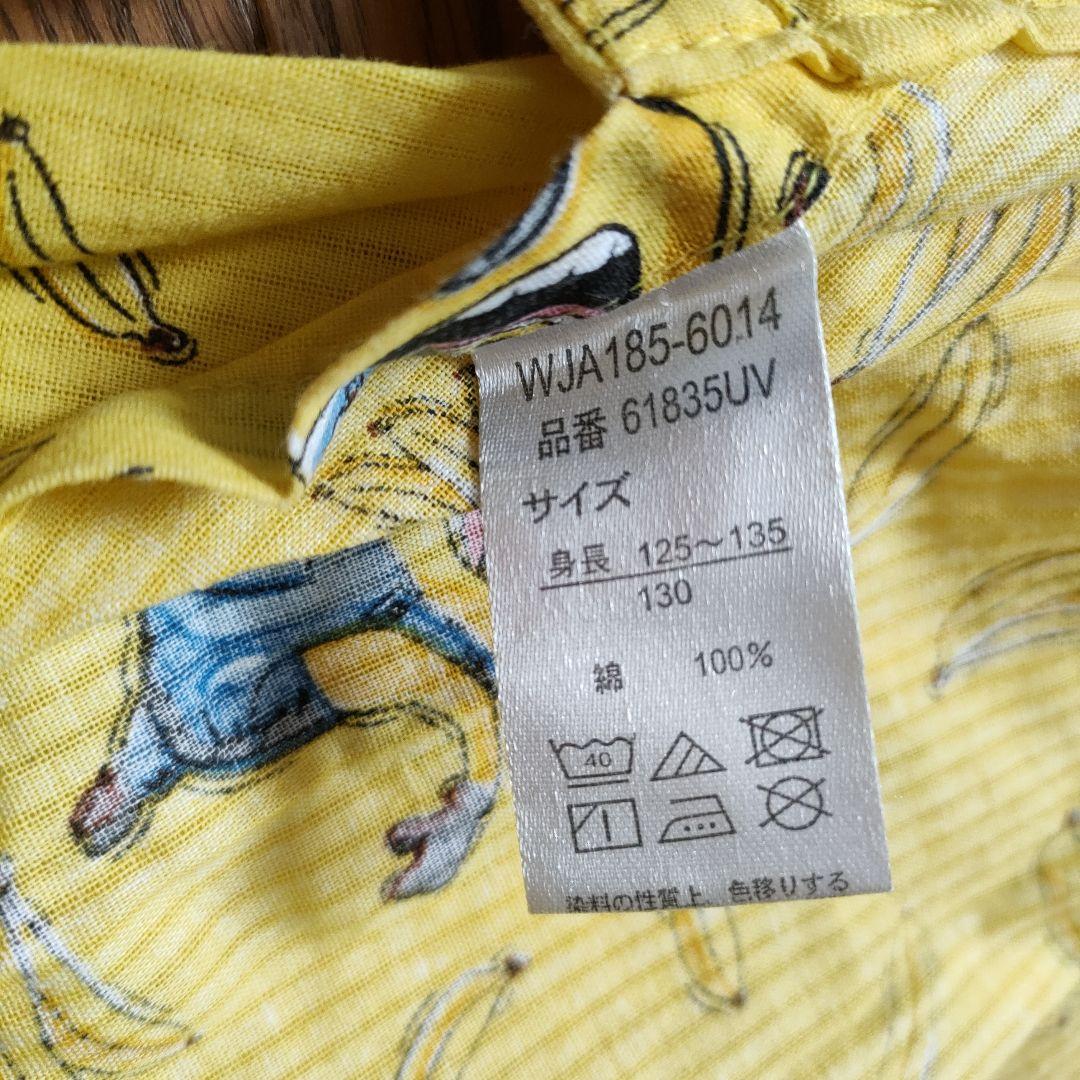 WJA185-6014
品番 61835UV
サイズ
身長 125～135
130
綿 100%
40
染料の性質上、色移りする